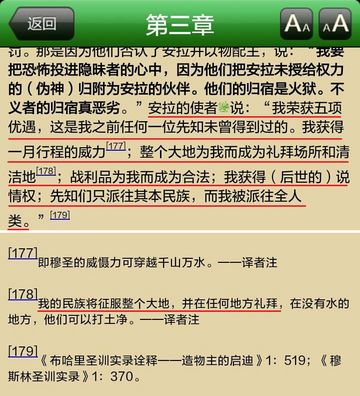 返回
第三章
AA
AA
罚。那是因为他们否认了安拉并以物配主，说：“我要
把恐怖投进隐昧者的心中，因为他们把安拉未授给权力
的（伪神）归附为安拉的伙伴。他们的归宿是火狱。不
义者的归宿真恶劣。”安拉的使者说：“我荣获五项
优遇，这是我之前任何一位先知未曾得到过的。我获得
一月行程的威力[177]；整个大地为我而成为礼拜场所和清
洁地[178]；战利品为我而成为合法；我获得（后世的）说
情权；先知们只派往其本民族，而我被派往全人
类。”[179]
[177]即穆圣的威慑力可穿越千山万水。——译者注
[178]我的民族将征服整个大地，并在任何地方礼拜，在没有水的
地方，他们可以打土净。——译者注
[179]《布哈里圣训实录诠释——造物主的启迪》1：519；《穆
斯林圣训实录》1：370。